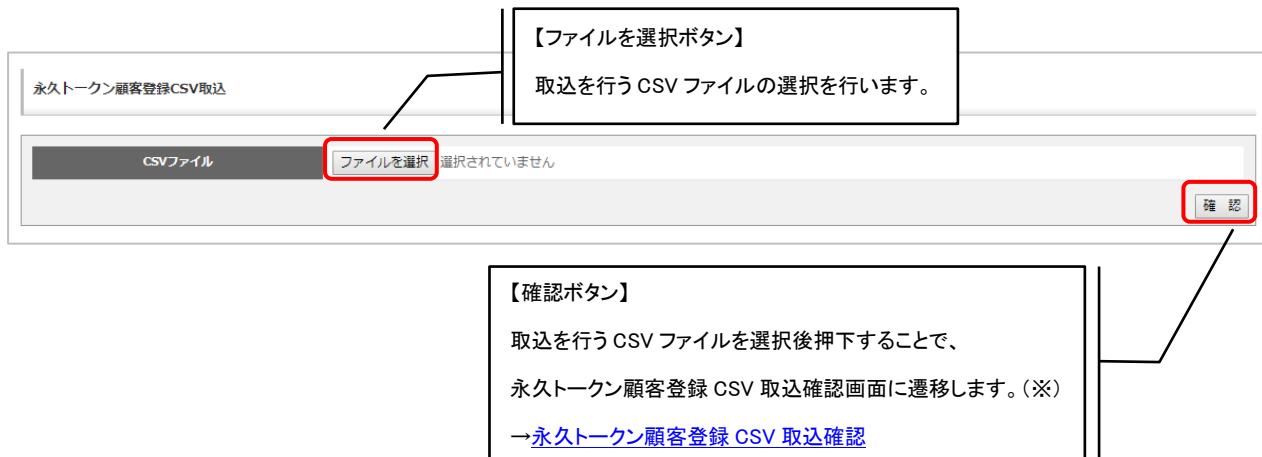 【ファイルを選択ボタン】
取込を行う CSV ファイルの選択を行います。
永久トークン顧客登録CSV取込
CSVファイル
ファイルを選択 選択されていません
確 認
【確認ボタン】
取込を行う CSV ファイルを選択後押下することで、
永久トークン顧客登録 CSV 取込確認画面に遷移します。(※)
→永久トークン顧客登録 CSV 取込確認